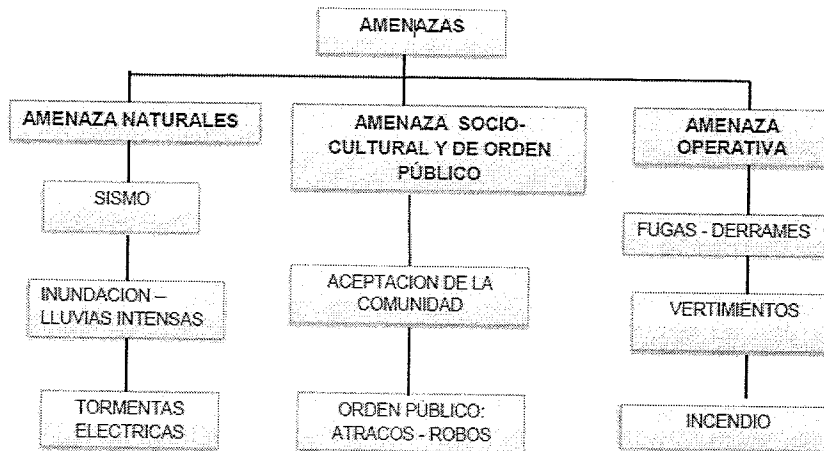 AMENAZAS
AMENAZA NATURALES
SISMO
INUNDACION –
LLUVIAS INTENSAS
TORMENTAS
ELECTRICAS
AMENAZA SOCIO-
CULTURAL Y DE ORDEN
PÚBLICO
ACEPTACION DE LA
COMUNIDAD
ORDEN PÚBLICO:
ATRACOS - ROBOS
AMENAZA
OPERATIVA
FUGAS - DERRAMES
VERTIMIENTOS
INCENDIO